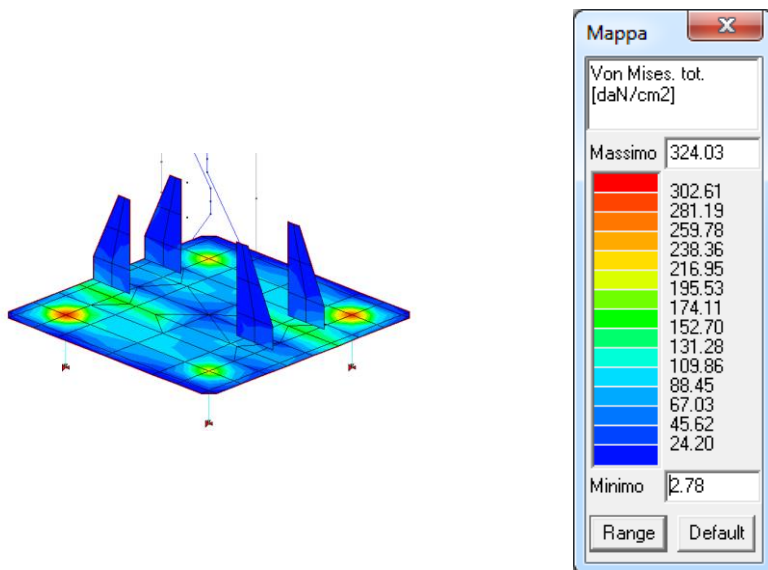 Mappa
Von Mises. tot.
[daN/cm2]
Massimo 324.03
302.61
281.19
259.78
238.36
216.95
195.53
174.11
152.70
131.28
109.86
88.45
67.03
45.62
24.20
Minimo 2.78
Range Default